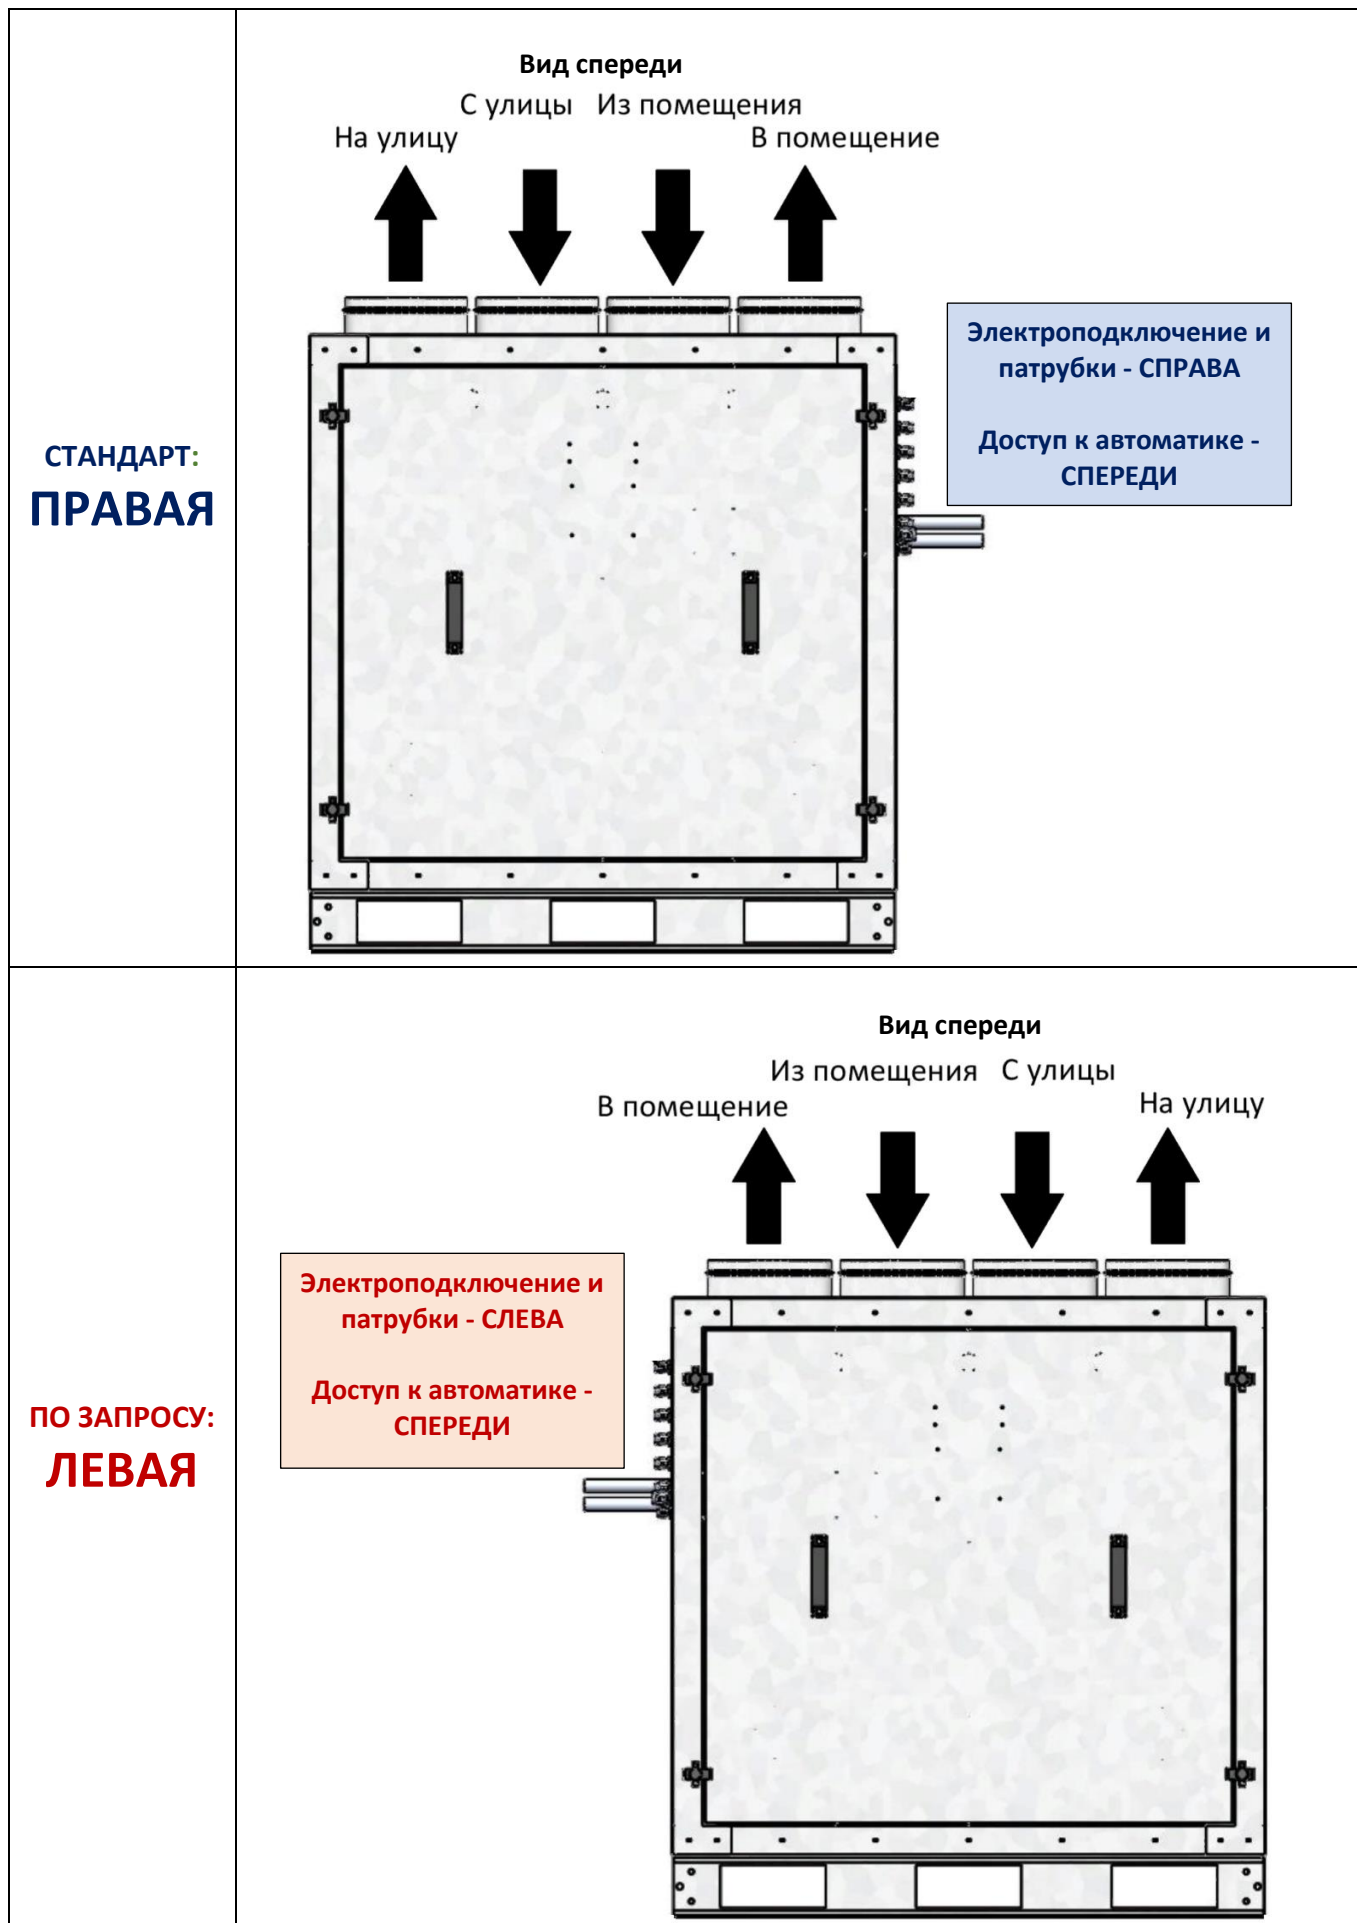 СТАНДАРТ:
ПРАВАЯ
Вид спереди
С улицы Из помещения
На улицу В помещение
Электроподключение и
патрубки - СПРАВА
Доступ к автоматике -
СПЕРЕДИ
ПО ЗАПРОСУ:
ЛЕВАЯ
Вид спереди
Из помещения С улицы
В помещение На улицу
Электроподключение и
патрубки - СЛЕВА
Доступ к автоматике -
СПЕРЕДИ